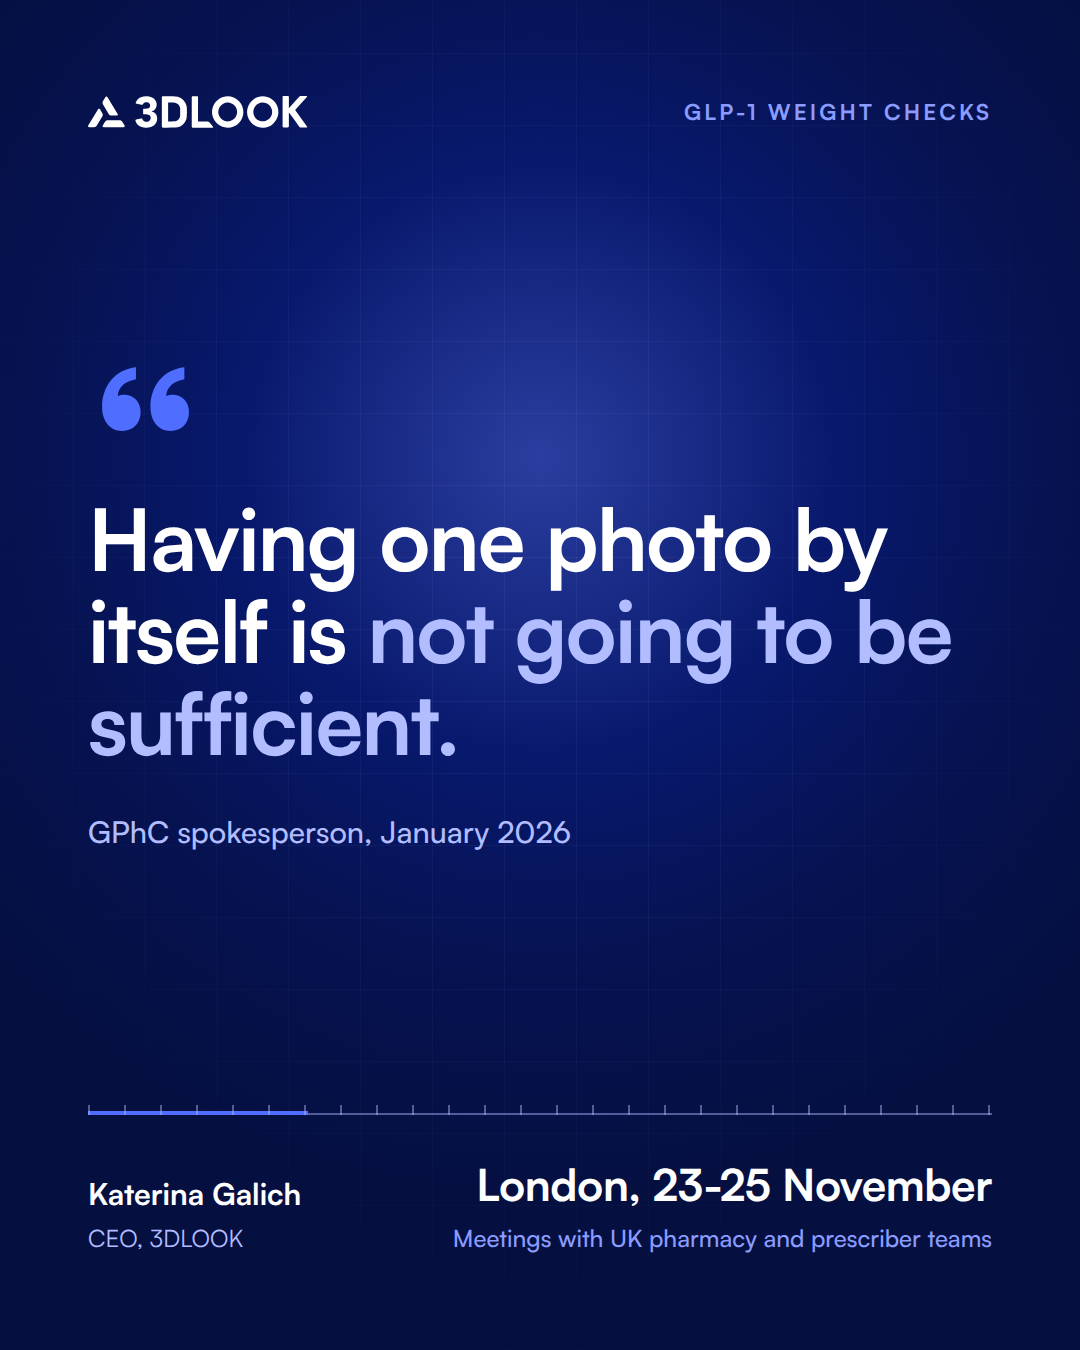 3DLOOK
GLP-1 WEIGHT CHECKS
“
Having one photo by
itself is not going to be
sufficient.
GPhC spokesperson, January 2026
Katerina Galich
CEO, 3DLOOK
London, 23-25 November
Meetings with UK pharmacy and prescriber teams